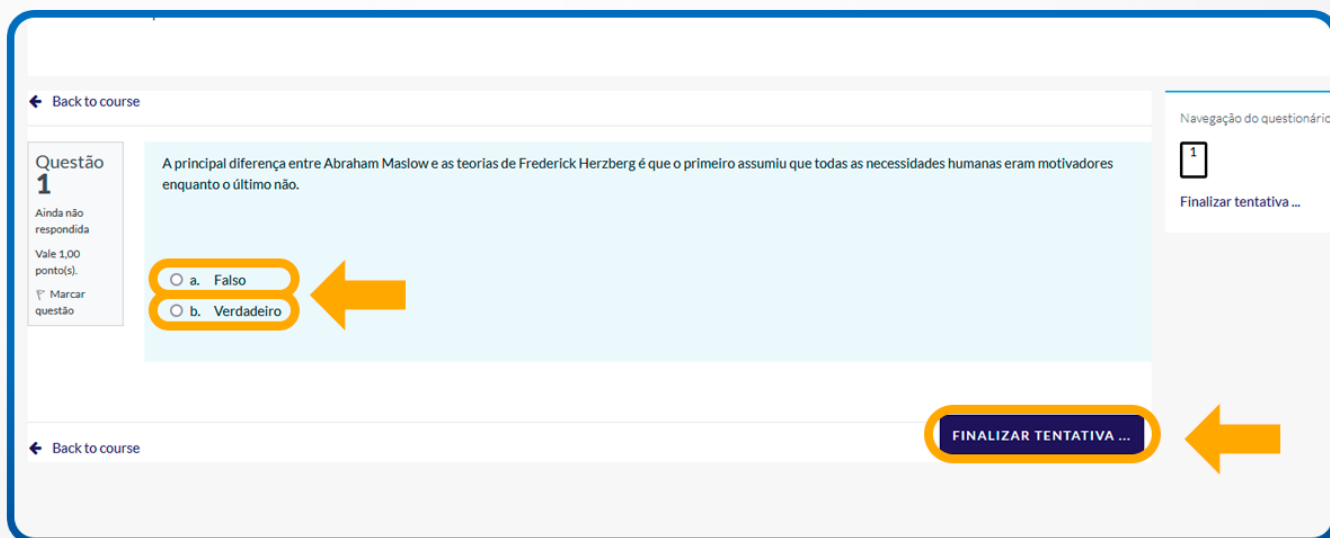 Back to course
Navegação do questionário
Questão
1
Ainda não
respondida
Vale 1,00
ponto(s).
Marcar
questão
A principal diferença entre Abraham Maslow e as teorias de Frederick Herzberg é que o primeiro assumiu que todas as necessidades humanas eram motivadores
enquanto o último não.
a. Falso
b. Verdadeiro
1
Finalizar tentativa ...
FINALIZAR TENTATIVA ...
Back to course